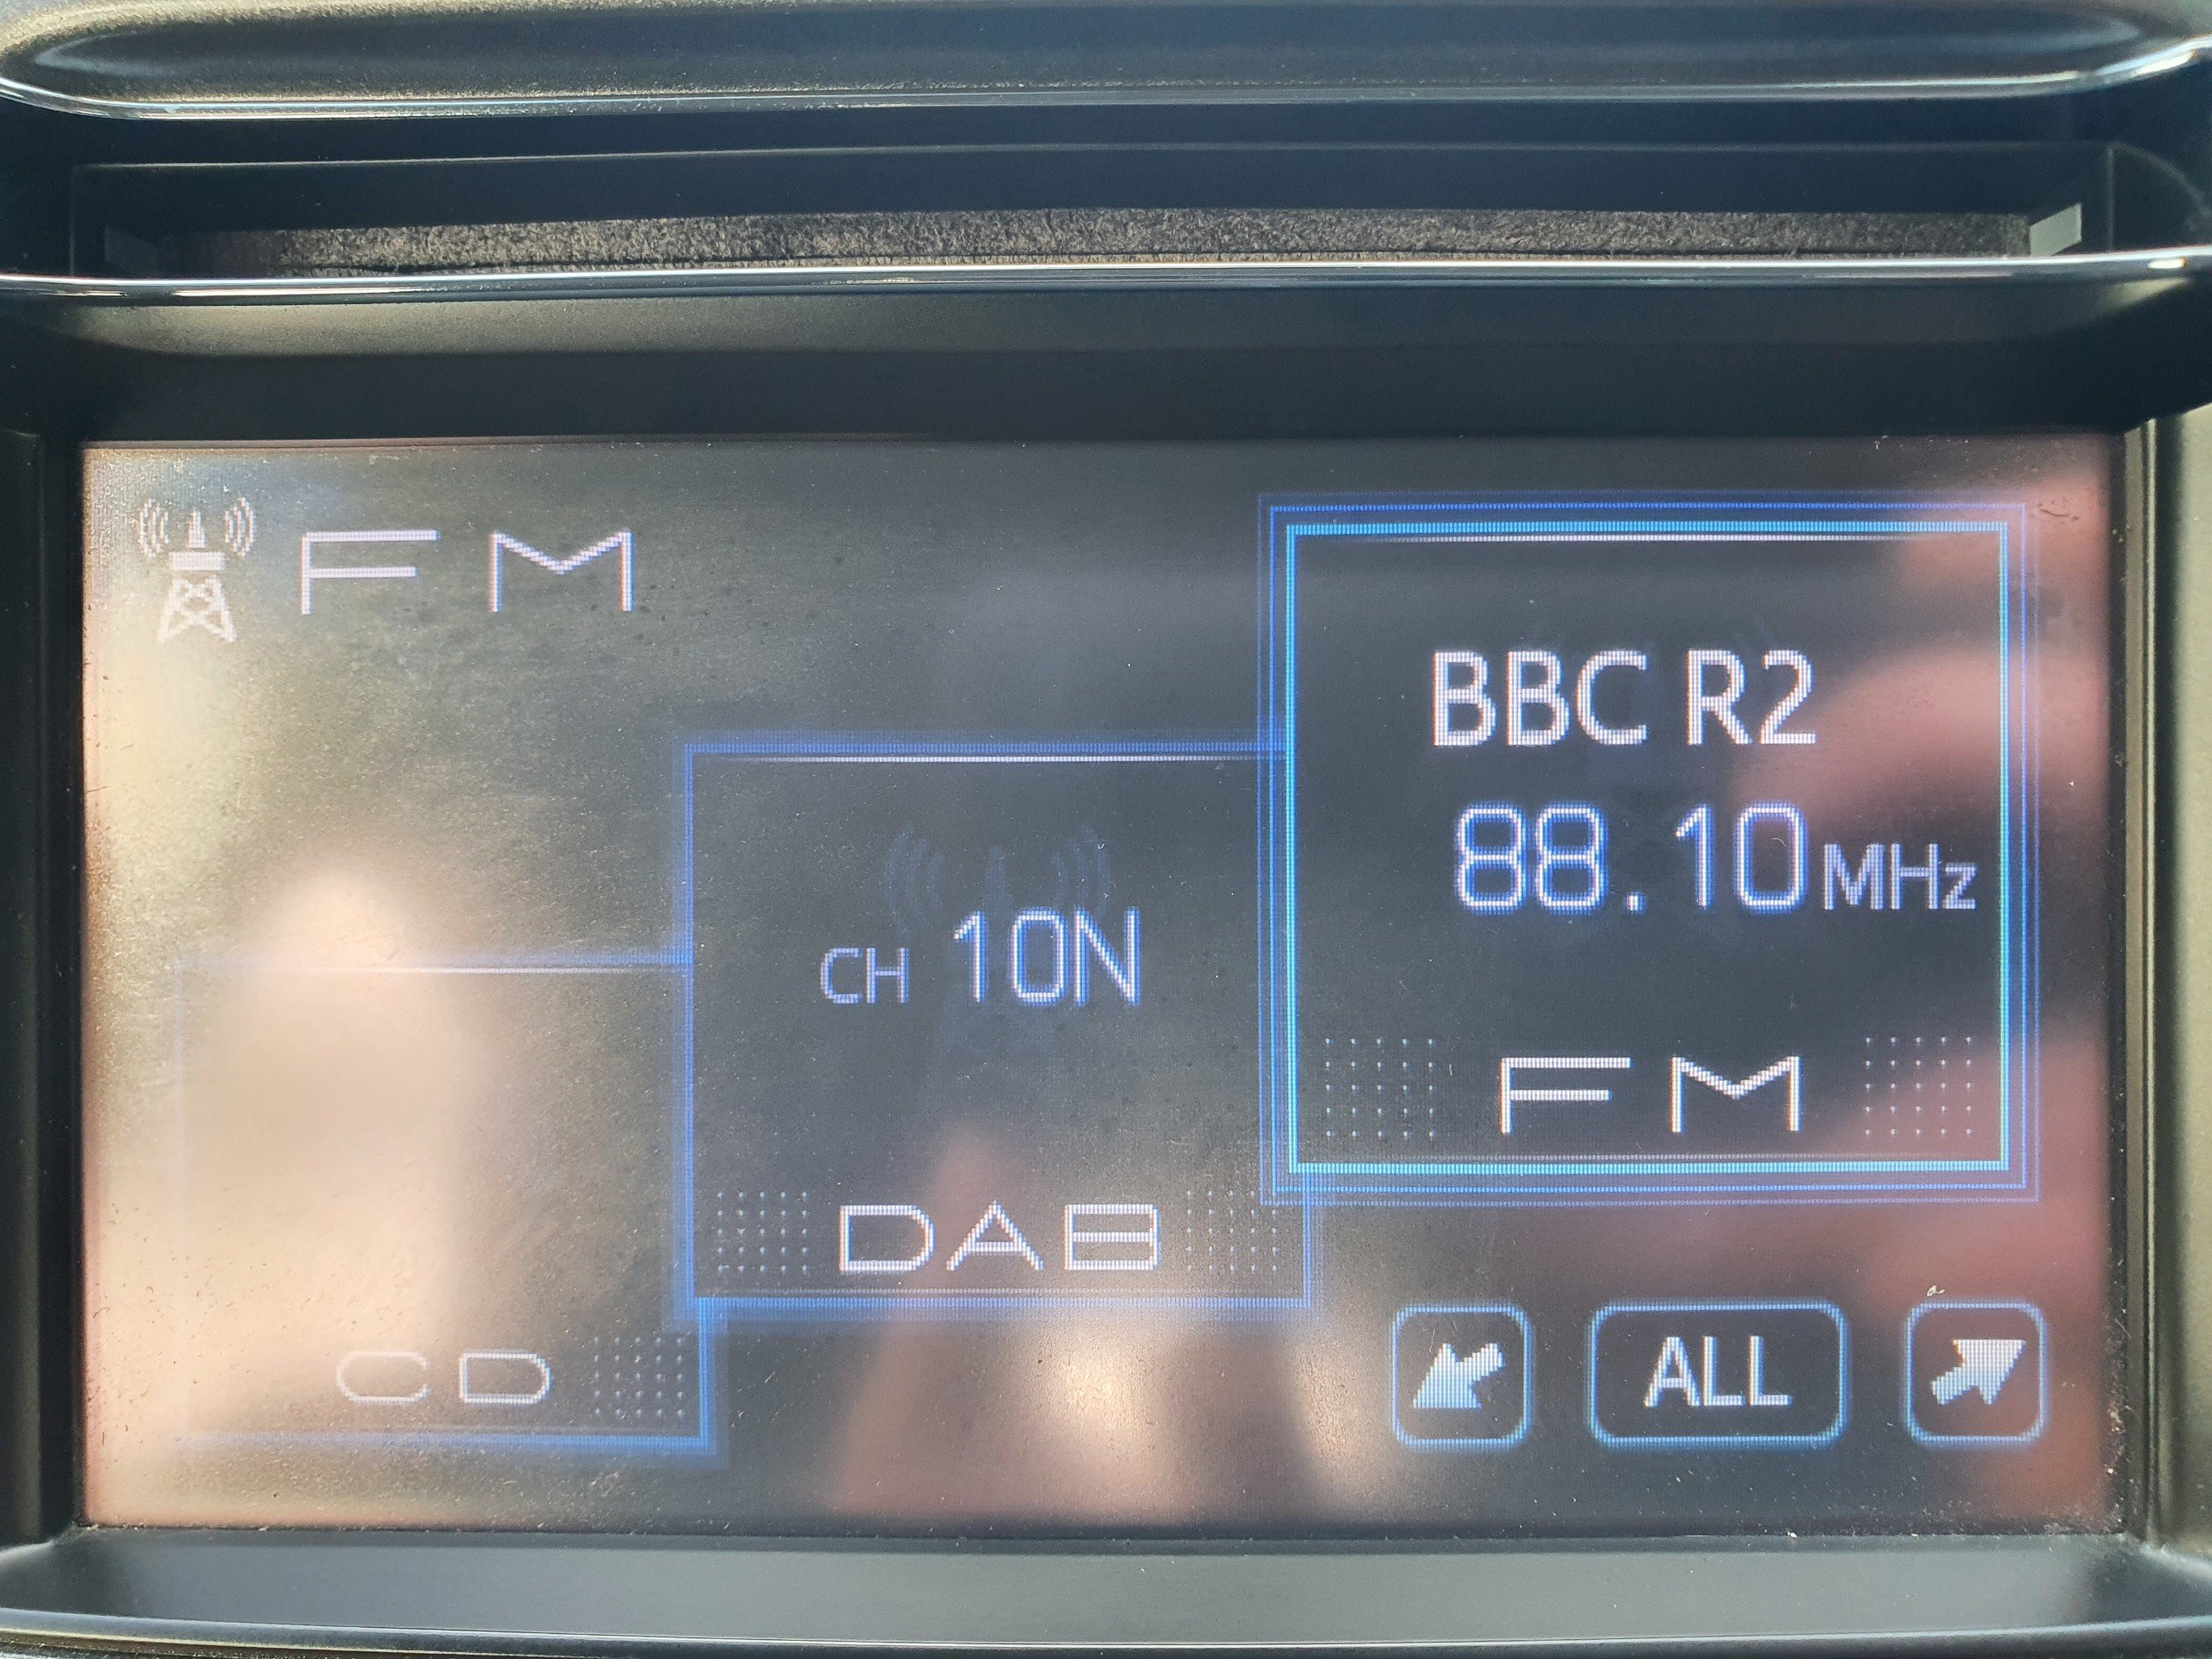 FM
BBC R2
88.10 MHz
FM
CH 10N
DAB
CD
ALL